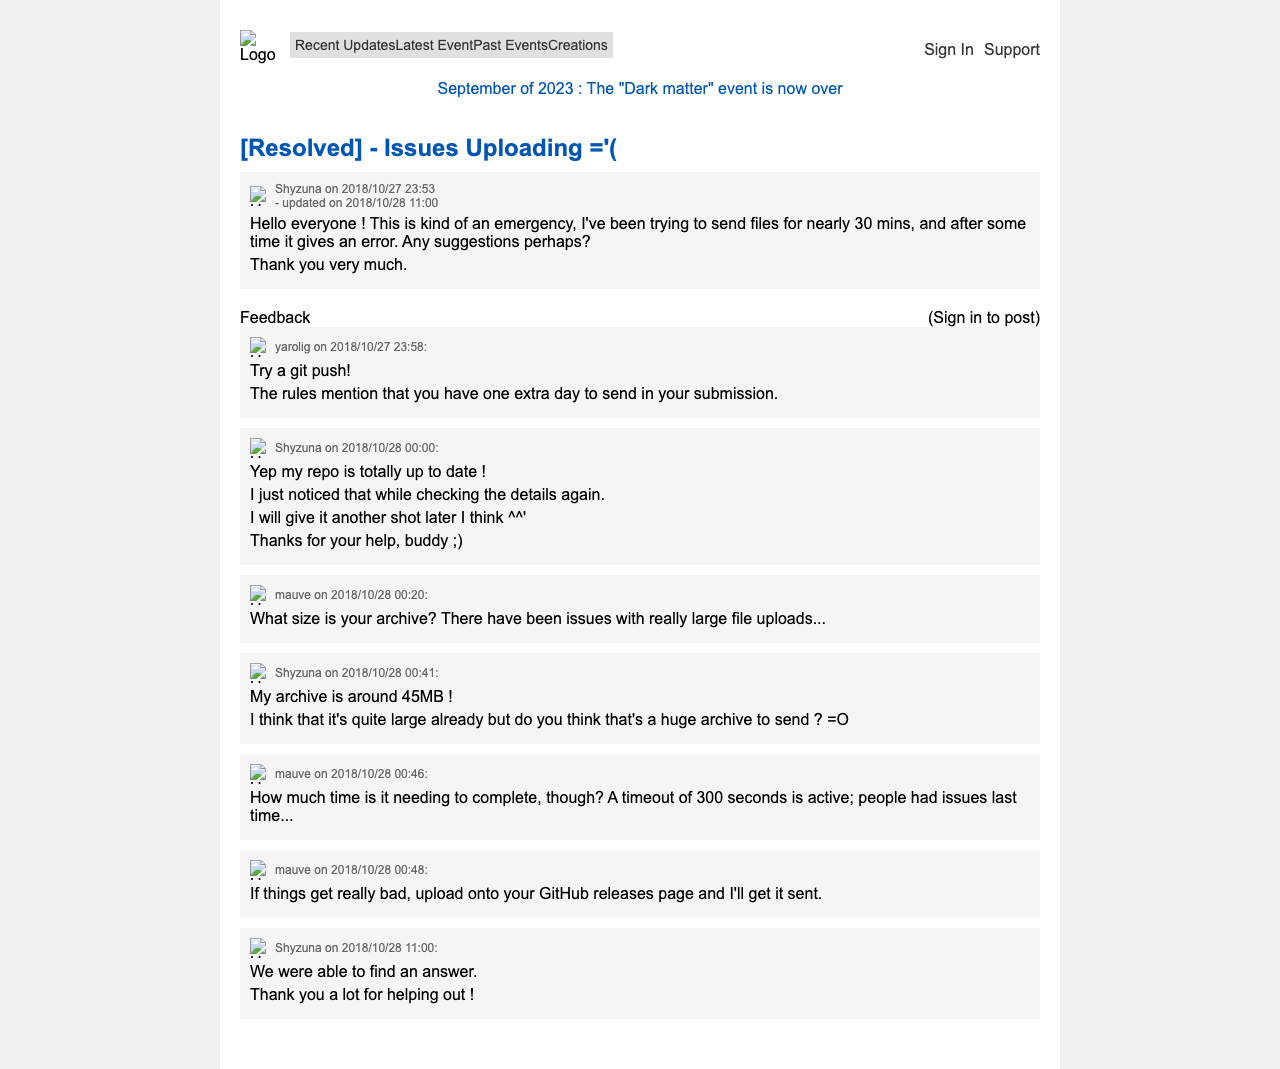 Logo
Recent Updates Latest Event Past Events Creations
Sign In Support
September of 2023 : The "Dark matter" event is now over
[Resolved] - Issues Uploading ='(
Shyzuna on 2018/10/27 23:53
- updated on 2018/10/28 11:00
Hello everyone ! This is kind of an emergency, I've been trying to send files for nearly 30 mins, and after some
time it gives an error. Any suggestions perhaps?
Thank you very much.
Feedback (Sign in to post)
yarolig on 2018/10/27 23:58:
Try a git push!
The rules mention that you have one extra day to send in your submission.
Shyzuna on 2018/10/28 00:00:
Yep my repo is totally up to date !
I just noticed that while checking the details again.
I will give it another shot later I think ^^'
Thanks for your help, buddy ;)
mauve on 2018/10/28 00:20:
What size is your archive? There have been issues with really large file uploads...
Shyzuna on 2018/10/28 00:41:
My archive is around 45MB !
I think that it's quite large already but do you think that's a huge archive to send ? =O
mauve on 2018/10/28 00:46:
How much time is it needing to complete, though? A timeout of 300 seconds is active; people had issues last
time...
mauve on 2018/10/28 00:48:
If things get really bad, upload onto your GitHub releases page and I'll get it sent.
Shyzuna on 2018/10/28 11:00:
We were able to find an answer.
Thank you a lot for helping out !